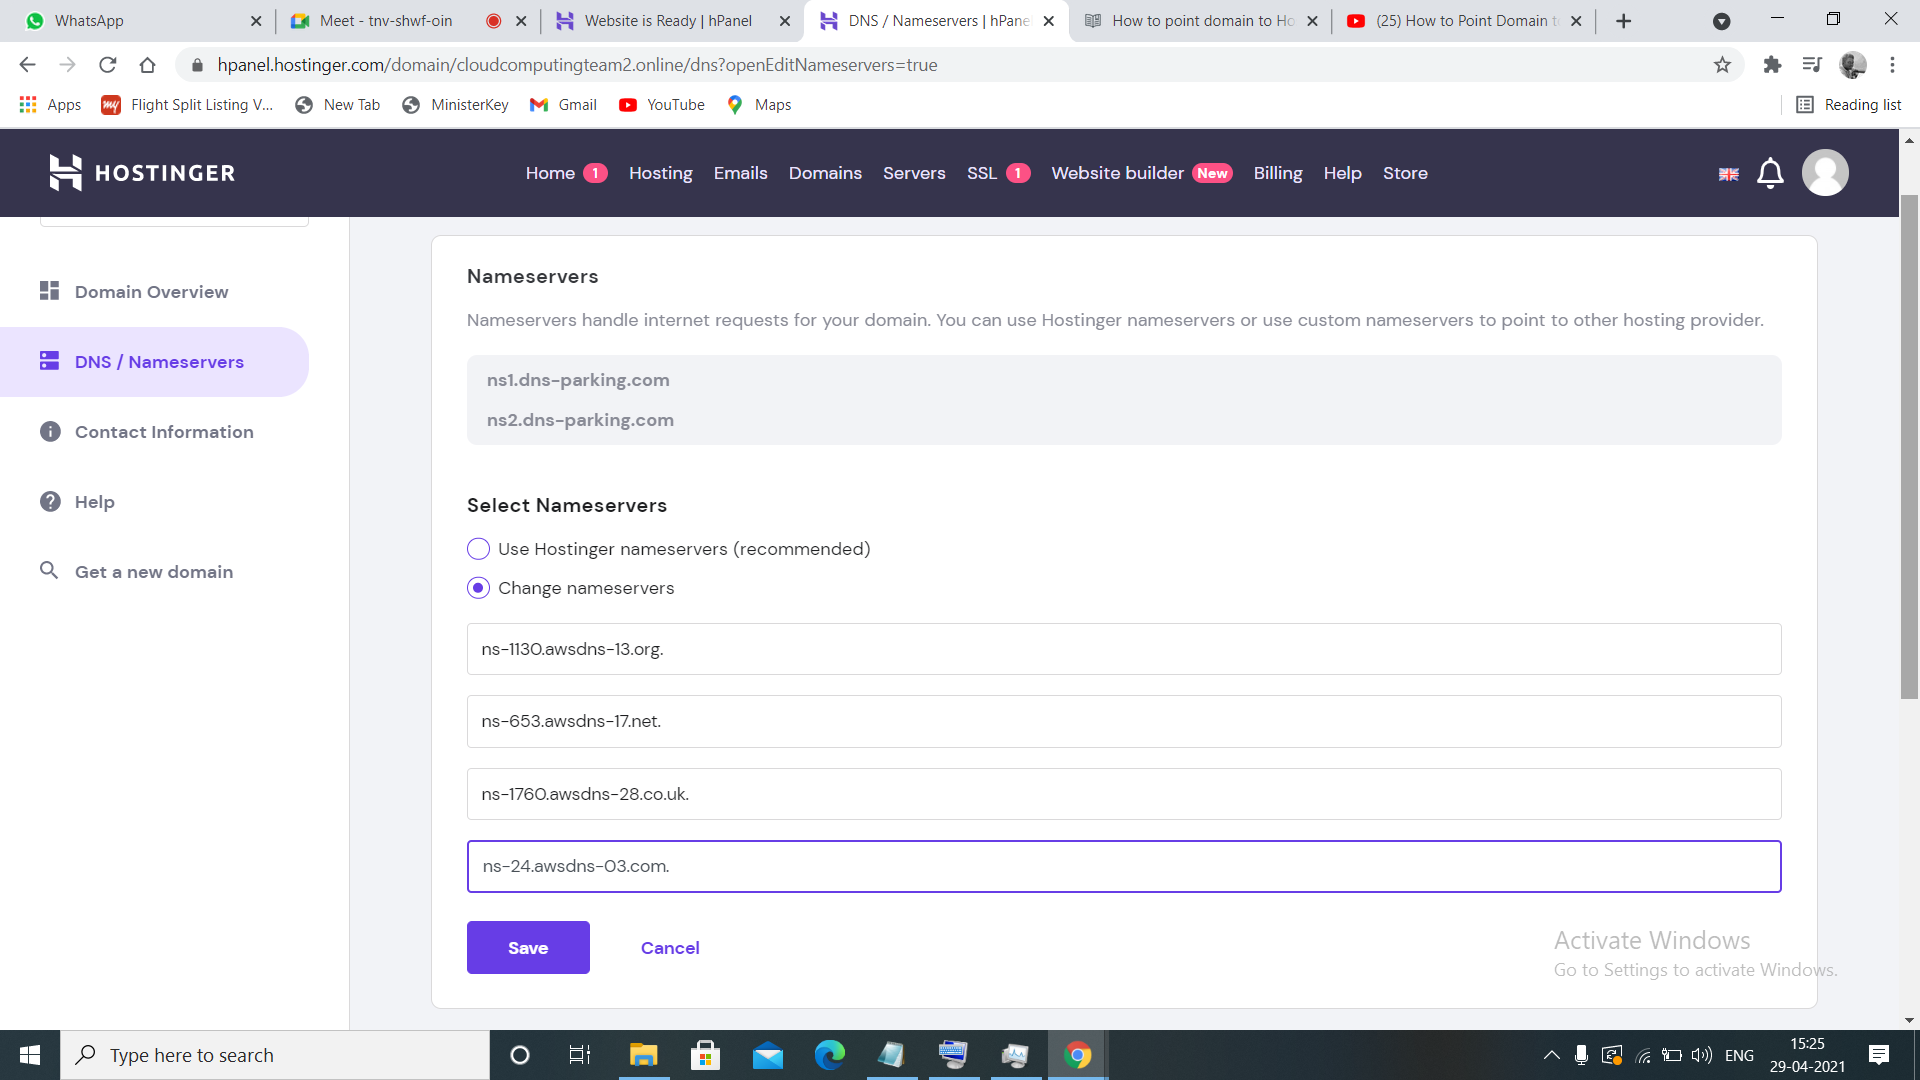 WhatsApp
Meet - tnv-shwf-oin
Website is Ready | hPanel
DNS / Nameservers | hPane
How to point domain to Ho
(25) How to Point Domain t
hpanel.hostinger.com/domain/cloudcomputingteam2.online/dns?openEditNameservers=true
Apps
my
Flight Split Listing V...
New Tab
MinisterKey
Gmail
YouTube
Maps
Reading list
HOSTINGER
Home 1
Hosting
Emails
Domains
Servers
SSL 1
Website builder New
Billing
Help
Store
Domain Overview
DNS / Nameservers
Contact Information
Help
Get a new domain
Nameservers
Nameservers handle internet requests for your domain. You can use Hostinger nameservers or use custom nameservers to point to other hosting provider.
ns1.dns-parking.com
ns2.dns-parking.com
Select Nameservers
Use Hostinger nameservers (recommended)
Change nameservers
ns-1130.awsdns-13.org.
ns-653.awsdns-17.net.
ns-1760.awsdns-28.co.uk.
ns-24.awsdns-03.com.
Save
Cancel
Activate Windows
Go to Settings to activate Windows.
Type here to search
ENG
15:25
29-04-2021